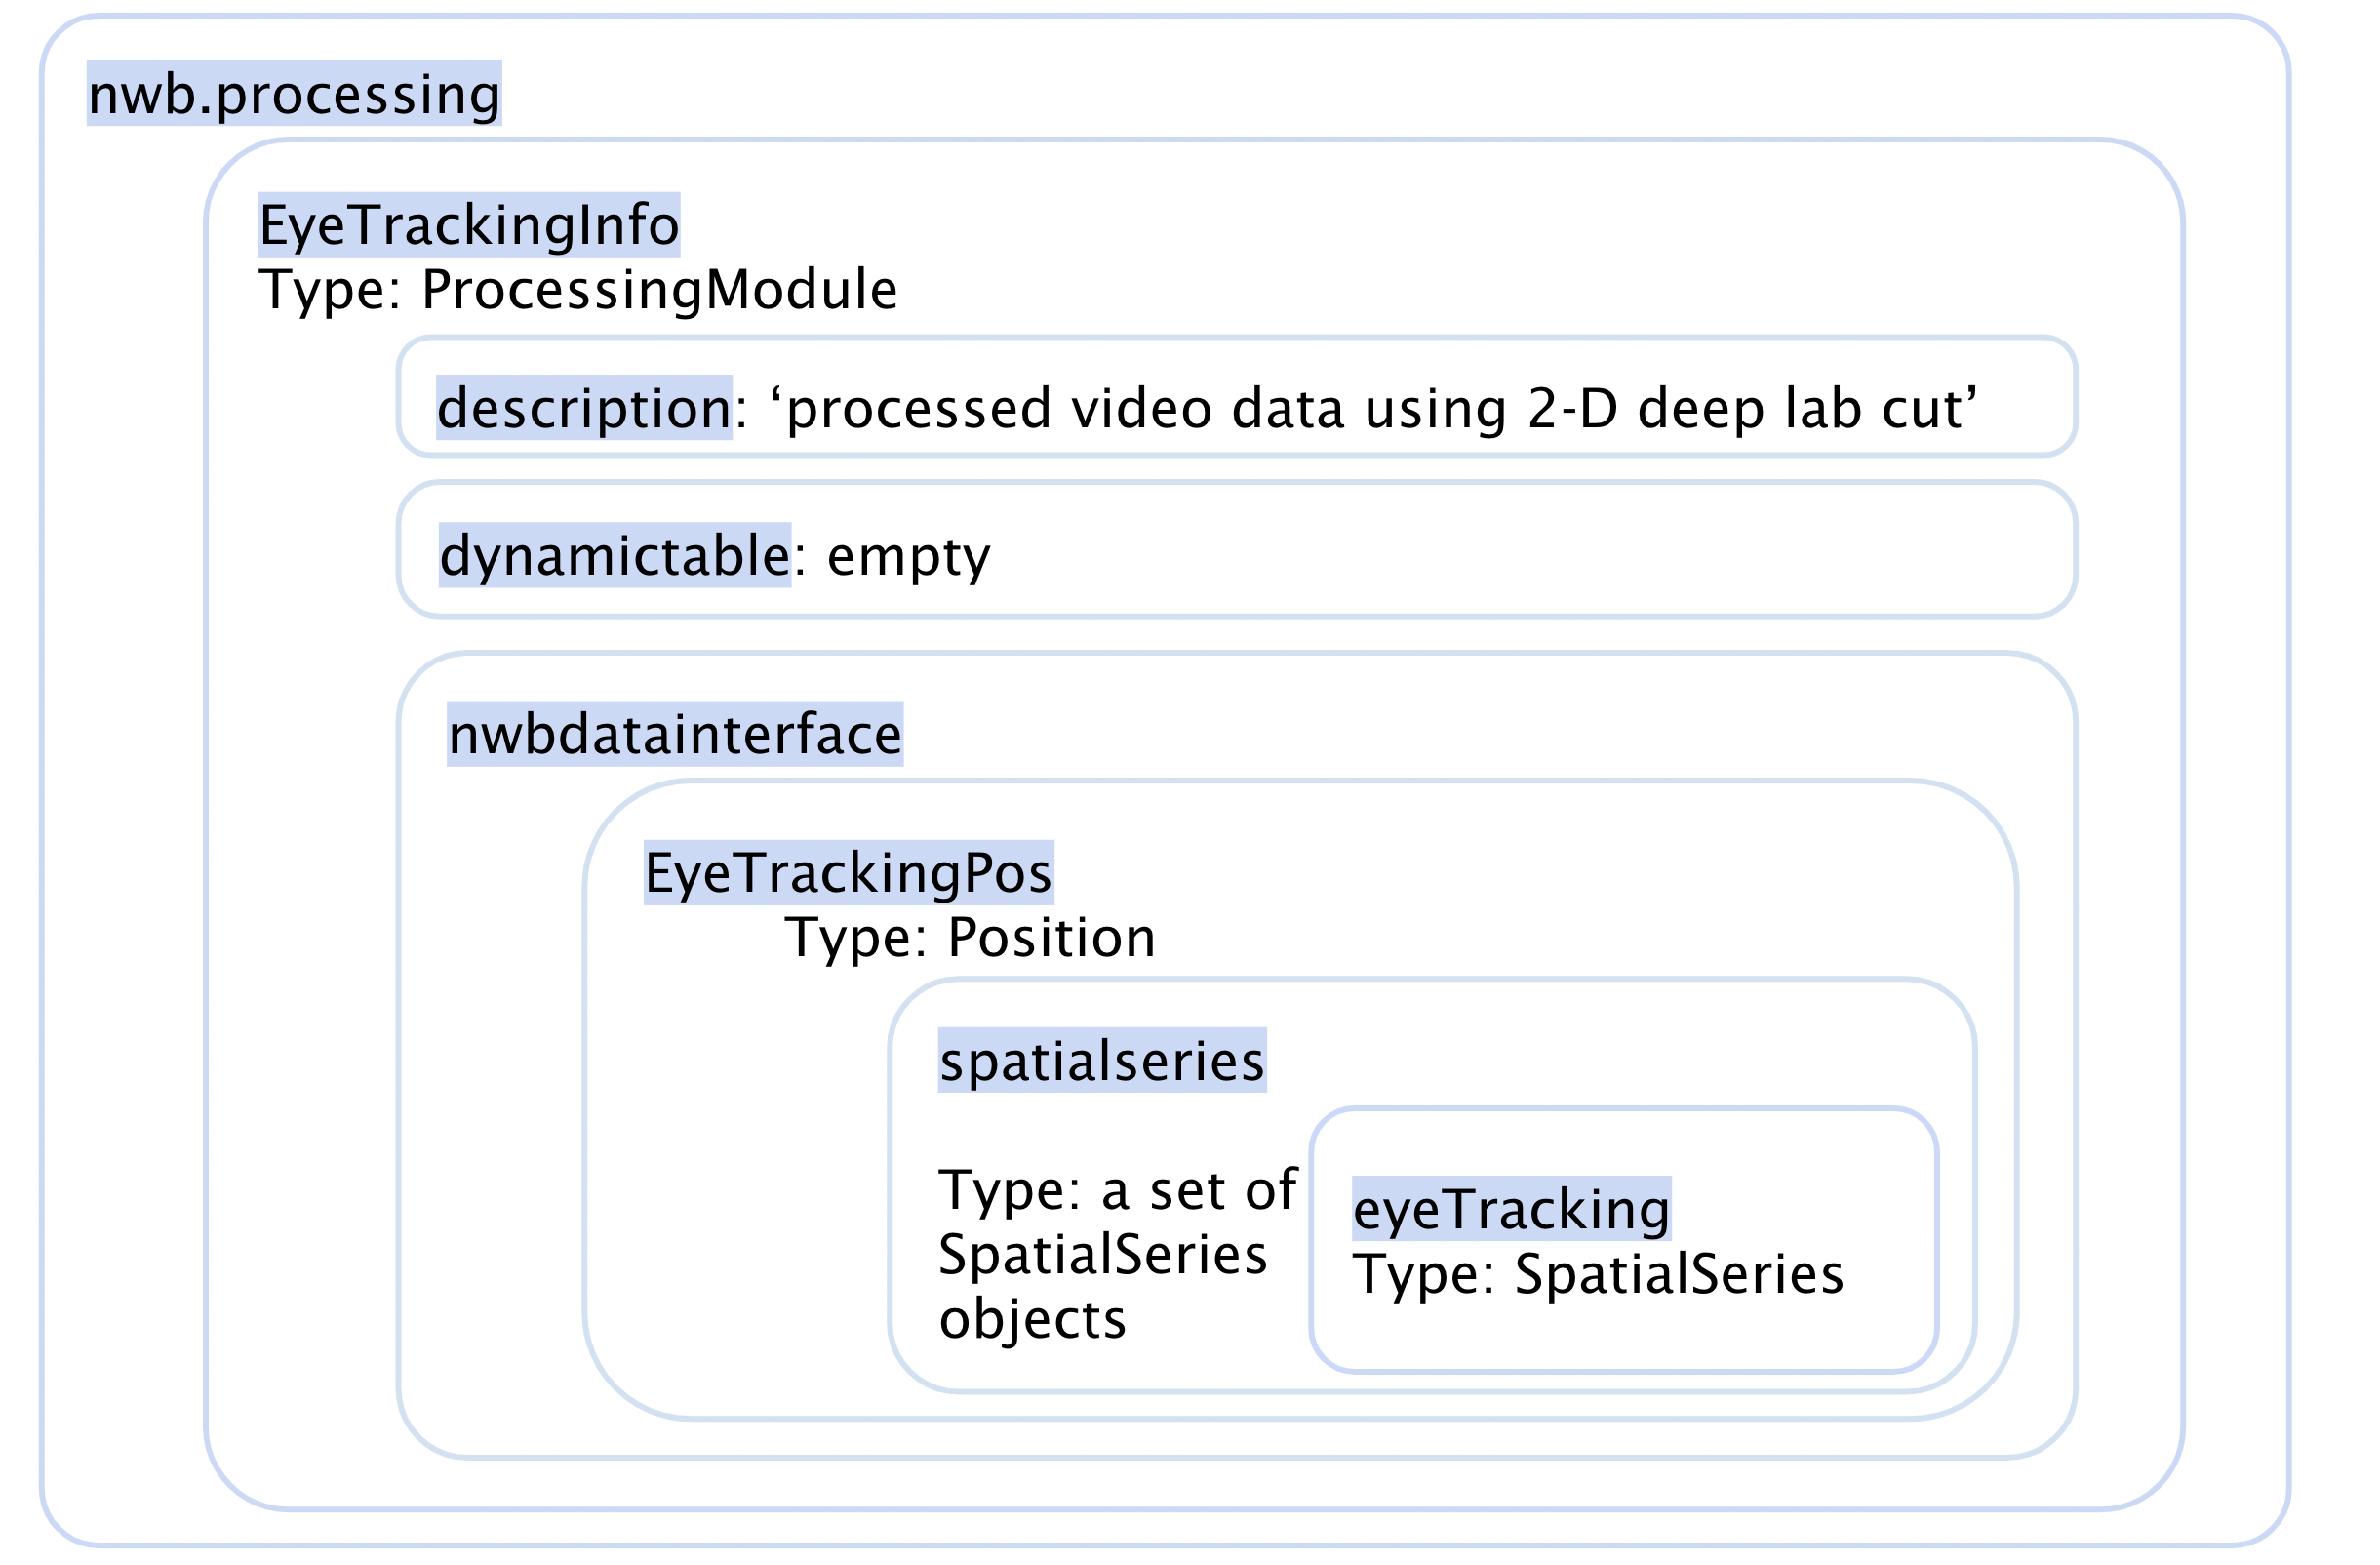 nwb.processing
EyeTrackingInfo
Type: ProcessingModule
description: ‘processed video data using 2-D deep lab cut’
dynamictable: empty
nwbdatainterface
EyeTrackingPos
Type: Position
spatialseries
Type: a set of
SpatialSeries
objects
eyeTracking
Type: SpatialSeries